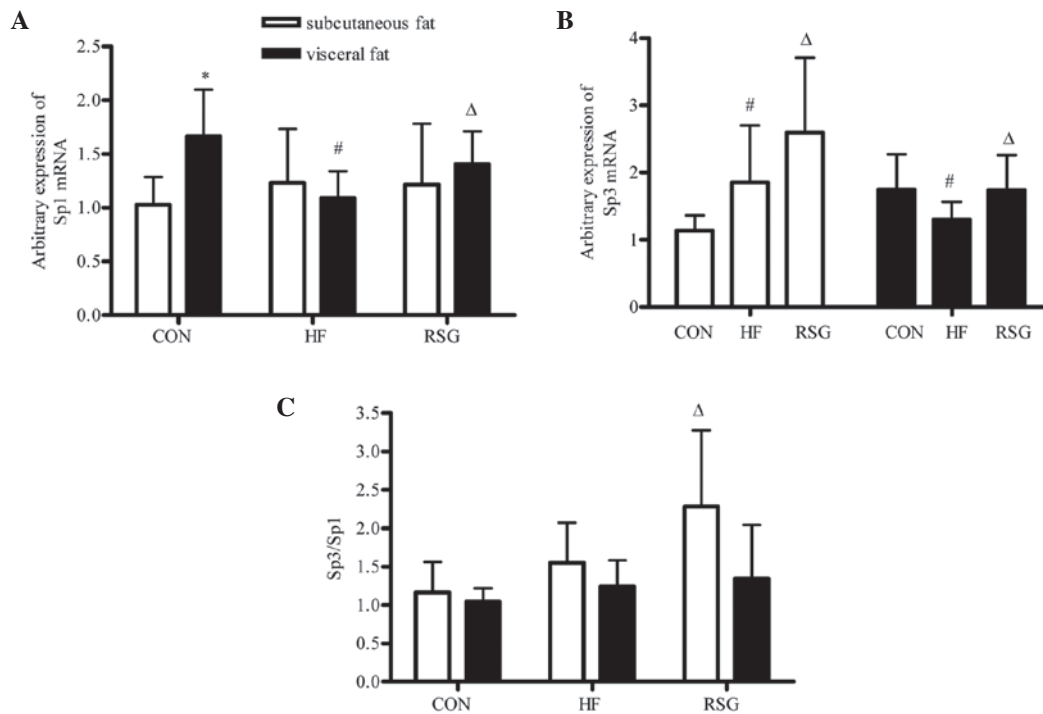 A
subcutaneous fat
visceral fat
Arbitrary expression of
Sp1 mRNA
2.5
2.0
1.5
1.0
0.5
0.0
*
#
Δ
CON HF RSG
B
Arbitrary expression of
Sp3 mRNA
4
3
2
1
0
#
Δ
#
Δ
CON HF RSG CON HF RSG
C
Sp3/Sp1
3.5
3.0
2.5
2.0
1.5
1.0
0.5
0.0
Δ
CON HF RSG